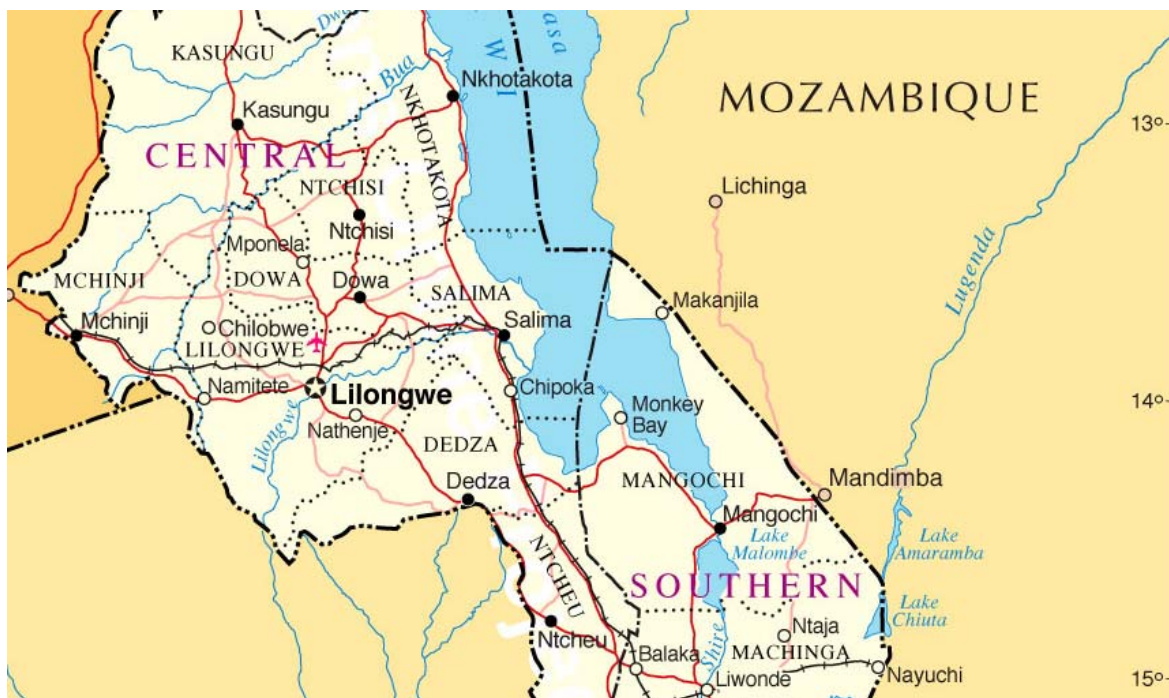 Dw
KASUNGU
Bua
asa
W I
Nkhotakota
MOZAMBIQUE
Kasungu
13°
CENTRAL
NKHOTAKOTA
NTCHISI
Lichinga
Ntchisi
Mponela
Lugenda
MCHINJI
DOWA
Dowa
SALIMA
Makanjila
Mchinji
Chilobwe
Salima
LILONGWE
Namitete
Lilongwe
Chipoka
Monkey
Bay
14°
Lilongwe
Nathenje
DEDZA
MANGOCHI
Dedza
Mandimba
Mangochi
Lake
Malombe
Lake
Amaramba
NTCHEU
SOUTHERN
Lake
Chiuta
Ntcheu
Ntaja
Shire
MACHINGA
Balaka
Nayuchi
Liwonde
15°